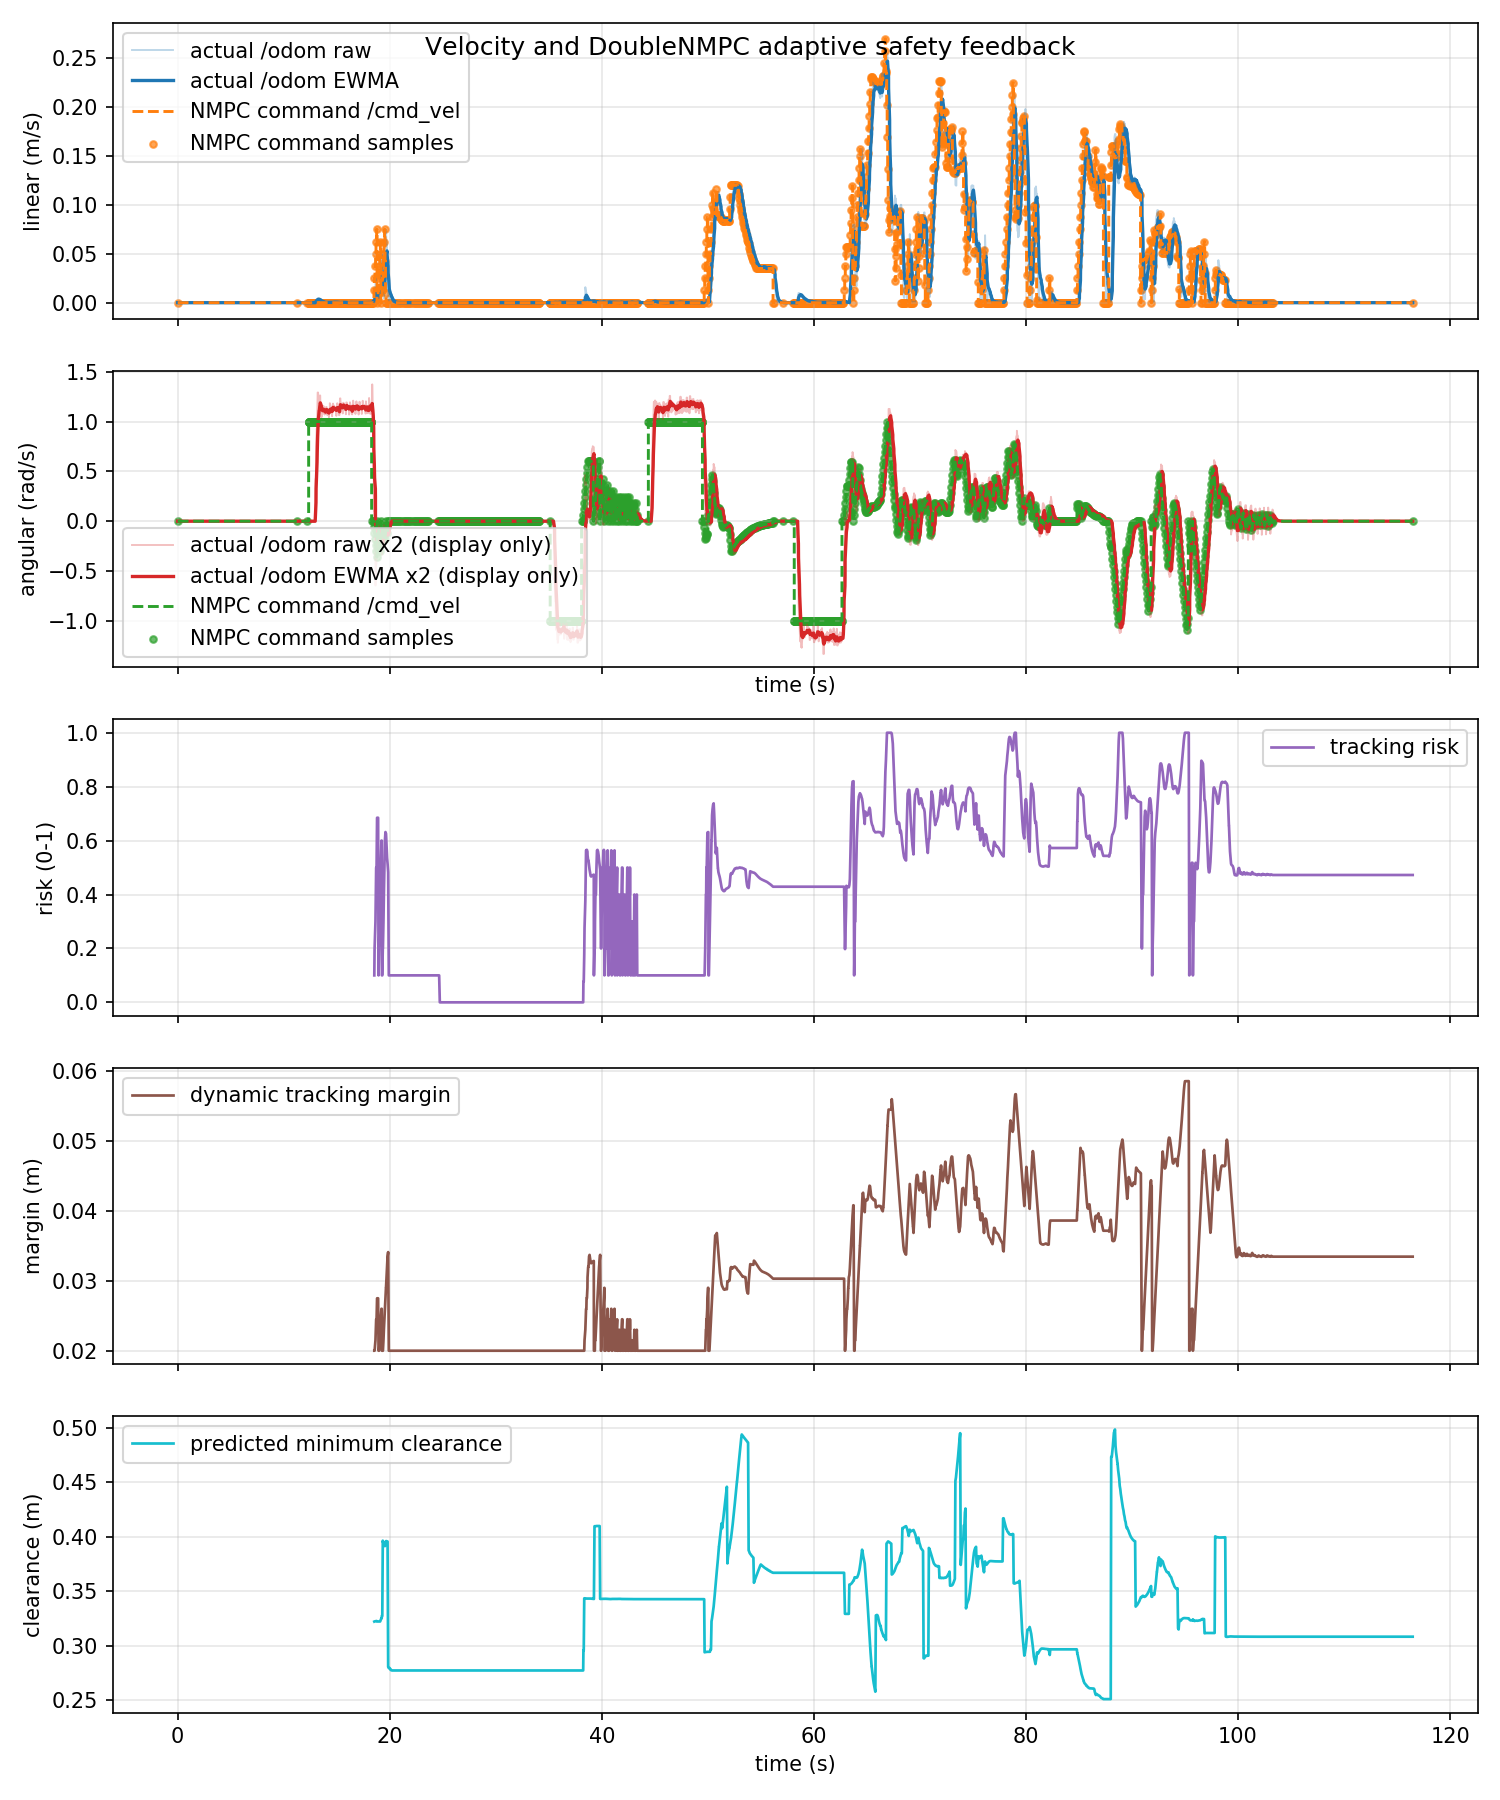 Velocity and DoubleNMPC adaptive safety feedback
actual /odom raw
actual /odom EWMA
NMPC command /cmd_vel
NMPC command samples
linear (m/s)
0.25
0.20
0.15
0.10
0.05
0.00
angular (rad/s)
1.5
1.0
0.5
0.0
−0.5
−1.0
actual /odom raw x2 (display only)
actual /odom EWMA x2 (display only)
NMPC command /cmd_vel
NMPC command samples
time (s)
risk (0-1)
1.0
0.8
0.6
0.4
0.2
0.0
tracking risk
margin (m)
0.06
0.05
0.04
0.03
0.02
dynamic tracking margin
clearance (m)
0.50
0.45
0.40
0.35
0.30
0.25
predicted minimum clearance
0 20 40 60 80 100 120
time (s)